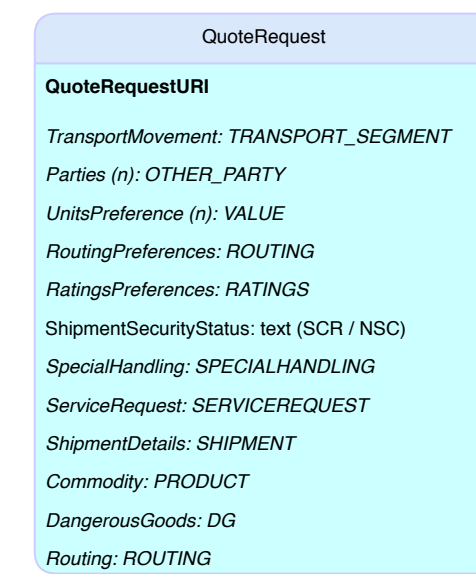 QuoteRequest
QuoteRequestURI
TransportMovement: TRANSPORT_SEGMENT
Parties (n): OTHER_PARTY
UnitsPreference (n): VALUE
RoutingPreferences: ROUTING
RatingsPreferences: RATINGS
ShipmentSecurityStatus: text (SCR / NSC)
SpecialHandling: SPECIALHANDLING
ServiceRequest: SERVICEREQUEST
ShipmentDetails: SHIPMENT
Commodity: PRODUCT
DangerousGoods: DG
Routing: ROUTING